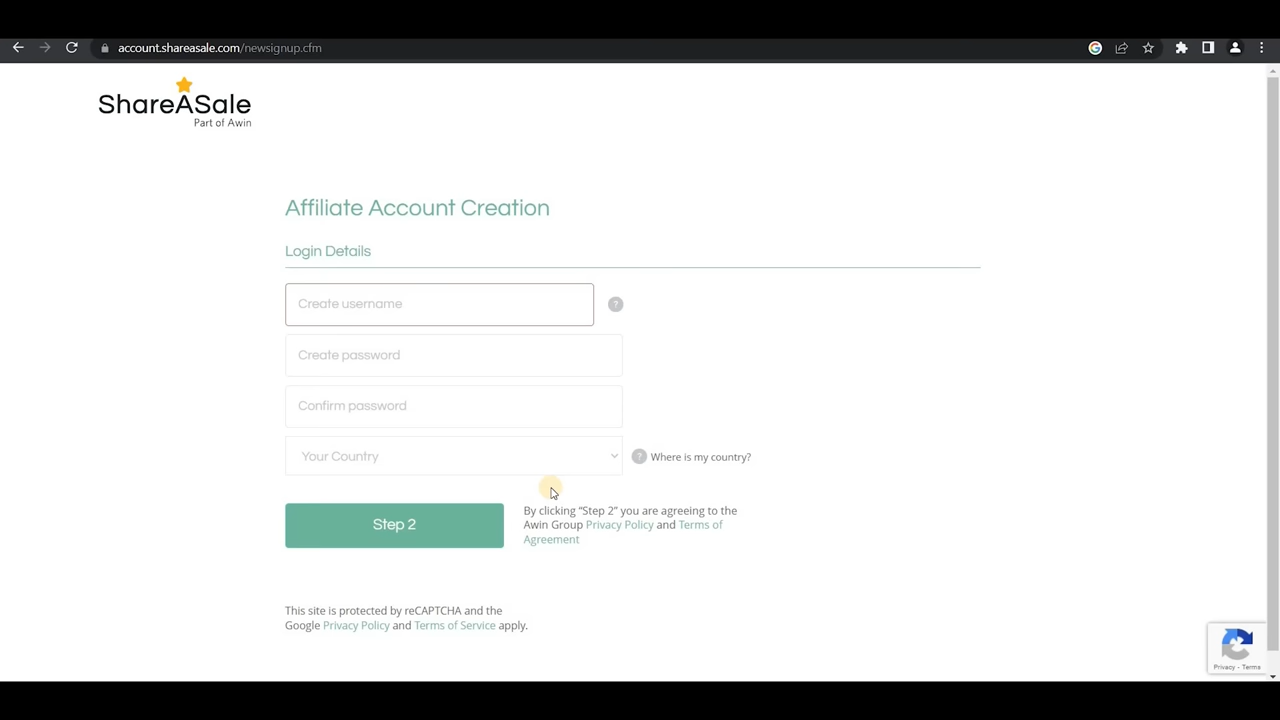 account.shareasale.com/newsignup.cfm
ShareASale
Part of Awin
Affiliate Account Creation
Login Details
Create username
?
Create password
Confirm password
Your Country
? Where is my country?
Step 2
By clicking “Step 2” you are agreeing to the
Awin Group Privacy Policy and Terms of
Agreement
This site is protected by reCAPTCHA and the
Google Privacy Policy and Terms of Service apply.
Privacy - Terms